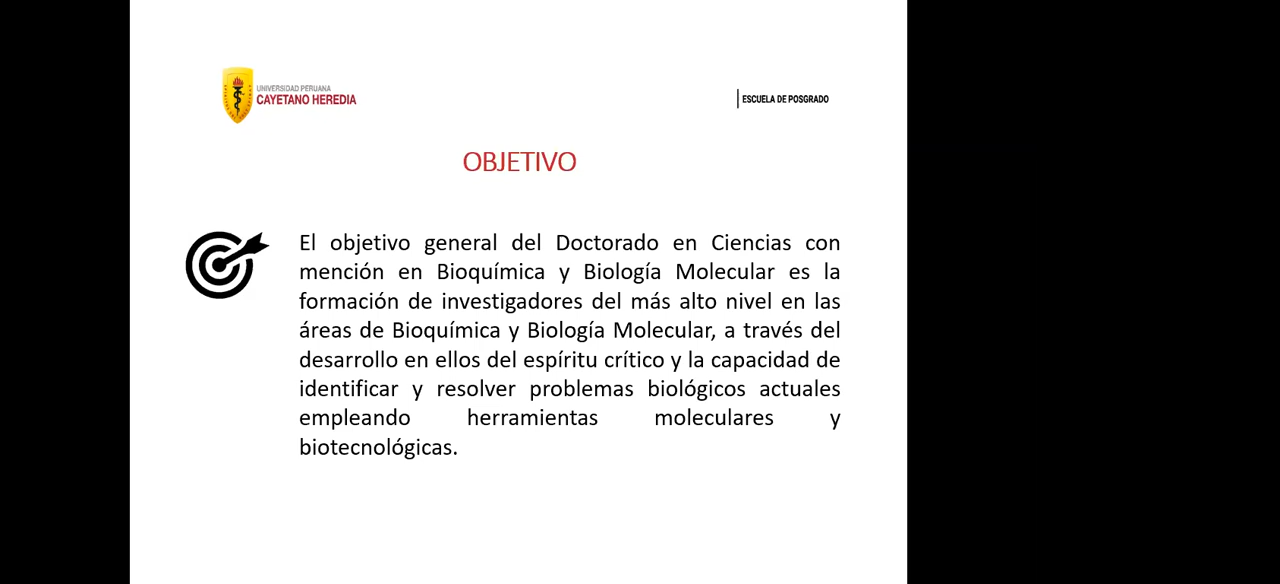 UNIVERSIDAD PERUANA
CAYETANO HEREDIA
ESCUELA DE POSGRADO
OBJETIVO
El objetivo general del Doctorado en Ciencias con
mención en Bioquímica y Biología Molecular es la
formación de investigadores del más alto nivel en las
áreas de Bioquímica y Biología Molecular, a través del
desarrollo en ellos del espíritu crítico y la capacidad de
identificar y resolver problemas biológicos actuales
empleando herramientas moleculares y
biotecnológicas.